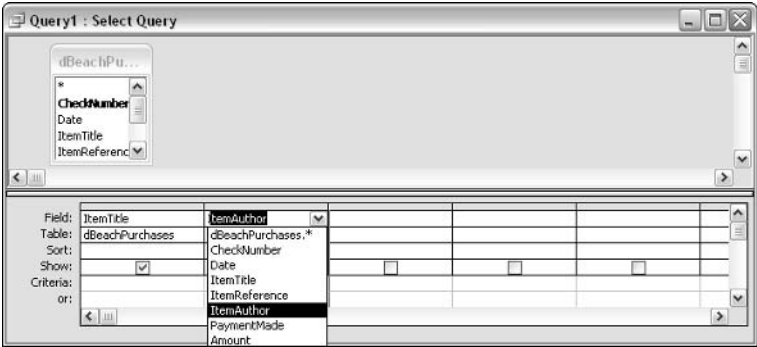 Query1 : Select Query
dBeachPu...
*
CheckNumber
Date
ItemTitle
ItemReferenc
Field: ItemTitle ItemAuthor
Table: dBeachPurchases dBeachPurchases.*
Sort: CheckNumber
Show: Date
Criteria: ItemTitle
or: ItemReference
ItemAuthor
PaymentMade
Amount